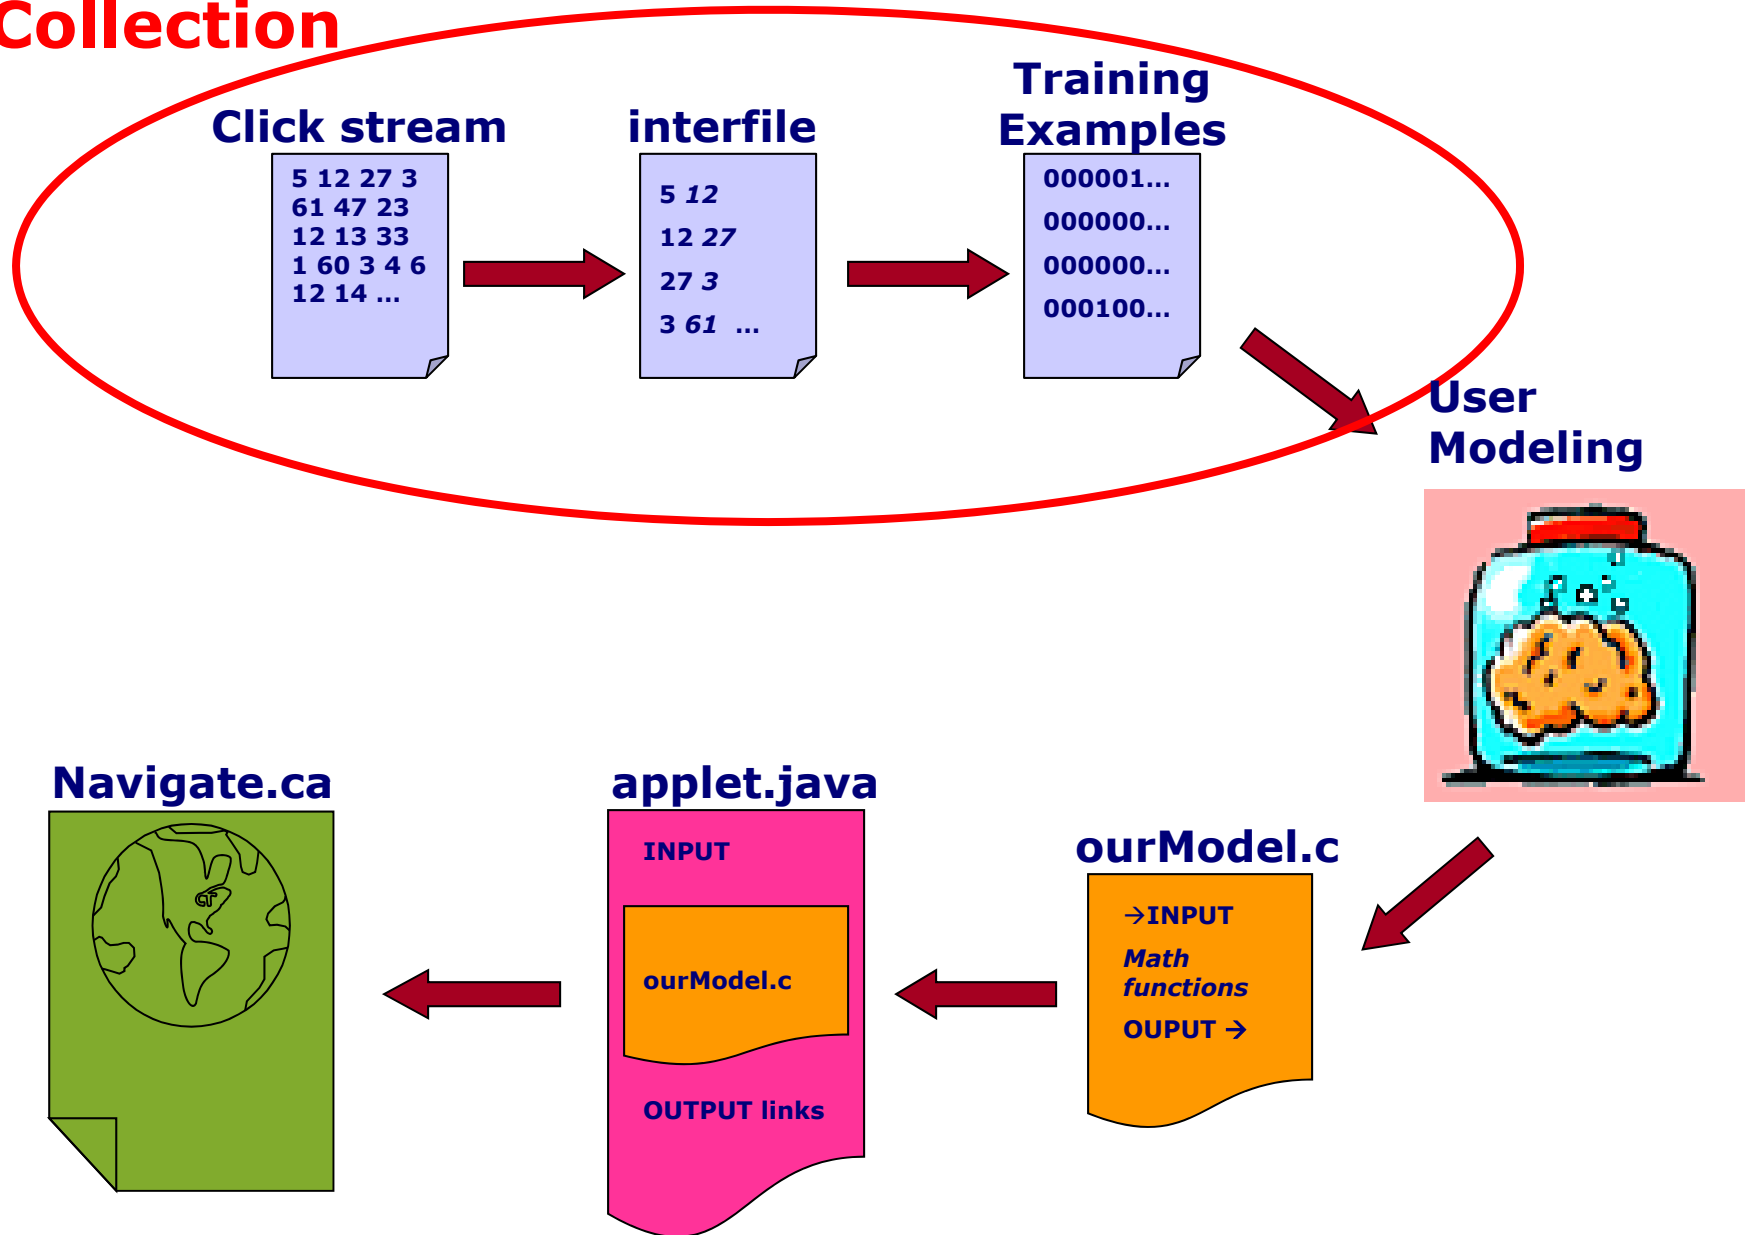 Collection
Click stream
5 12 27 3
61 47 23
12 13 33
1 60 3 4 6
12 14 ...
interfile
5 12
12 27
27 3
3 61 ...
Training
Examples
000001...
000000...
000000...
000100...
User
Modeling
Navigate.ca
applet.java
INPUT
ourModel.c
OUTPUT links
ourModel.c
→INPUT
Math
functions
OUPUT →